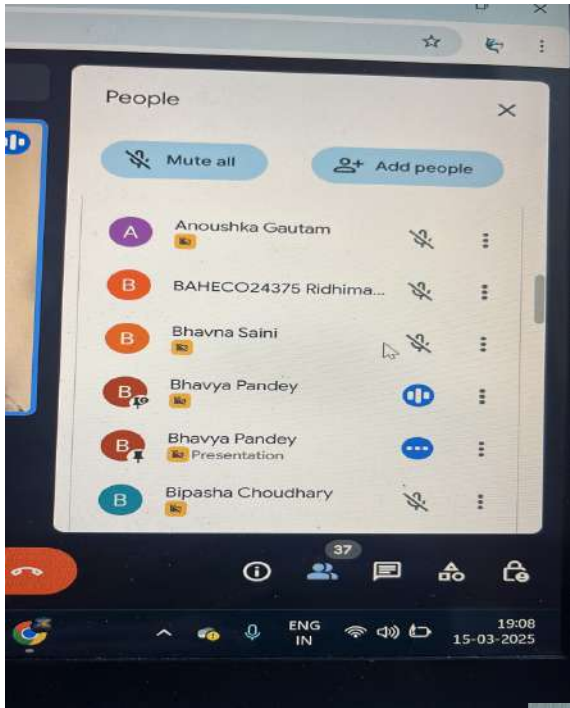 People
Mute all
Add people
A
Anoushka Gautam
B
BAHECO24375 Ridhima...
B
Bhavna Saini
B
Bhavya Pandey
B
Bhavya Pandey
Presentation
B
Bipasha Choudhary
37
ENG
IN
19:08
15-03-2025